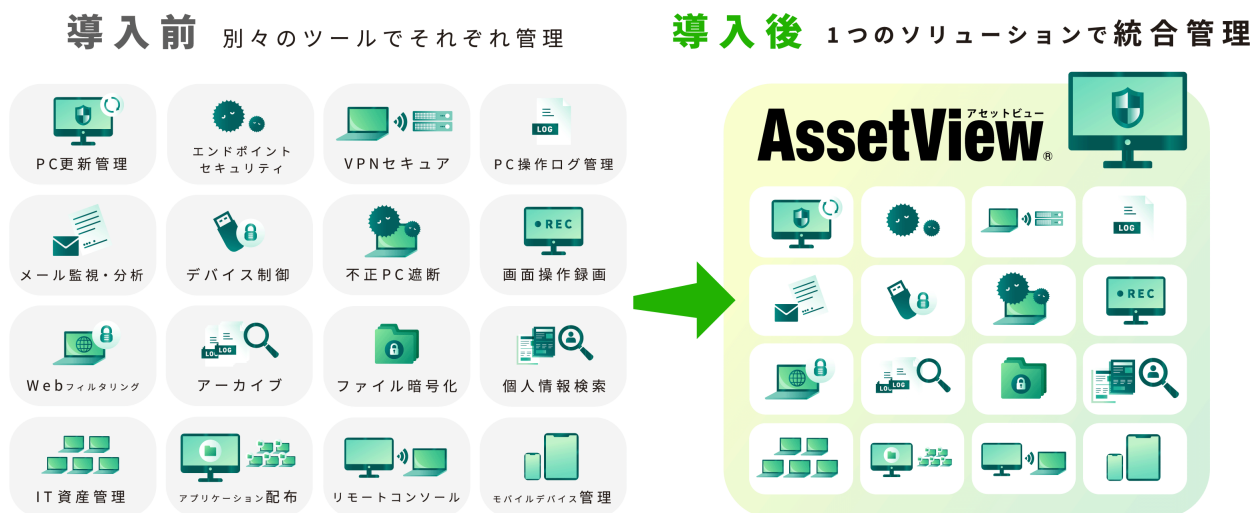 導入前 別々のツールでそれぞれ管理
PC更新管理
エンドポイント
セキュリティ
VPNセキュア
LOG
PC操作ログ管理
メール監視・分析
デバイス制御
不正PC遮断
REC
画面操作録画
Webフィルタリング
LOG
アーカイブ
ファイル暗号化
個人情報検索
IT資産管理
アプリケーション配布
リモートコンソール
モバイルデバイス管理
導入後 1つのソリューションで統合管理
アセットビュー
AssetView®
LOG
REC
LOG